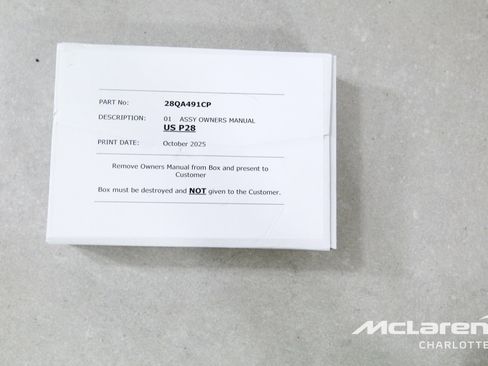 PART No: 28QA491CP
DESCRIPTION: 01 ASSY OWNERS MANUAL
US P28
PRINT DATE: October 2025
Remove Owners Manual from Box and present to
Customer
Box must be destroyed and NOT given to the Customer.
McLaren
CHARLOTTE